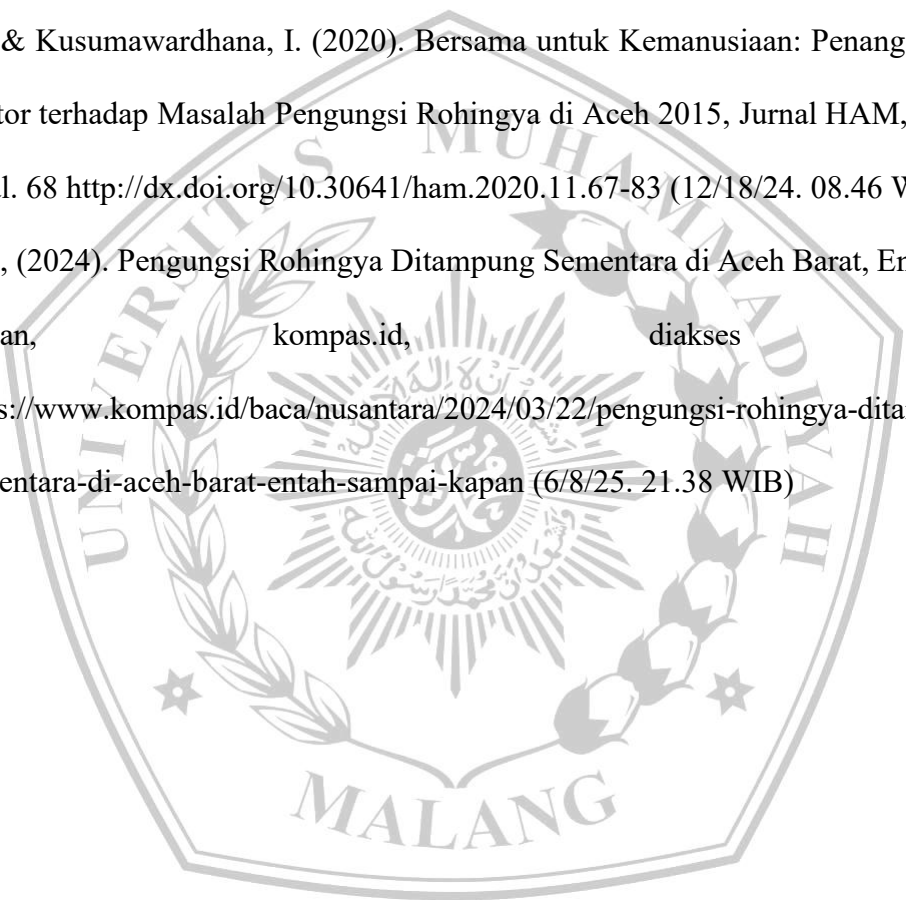 & Kusumawardhana, I. (2020). Bersama untuk Kemanusiaan: Penang
tor terhadap Masalah Pengungsi Rohingya di Aceh 2015, Jurnal HAM,
l. 68 http://dx.doi.org/10.30641/ham.2020.11.67-83 (12/18/24. 08.46 W
, (2024). Pengungsi Rohingya Ditampung Sementara di Aceh Barat, En
an, kompas.id, diakses
s://www.kompas.id/baca/nusantara/2024/03/22/pengungsi-rohingya-dita
entara-di-aceh-barat-entah-sampai-kapan (6/8/25. 21.38 WIB)
UNIVERSITAS MUHAMMADIYAH
MALANG